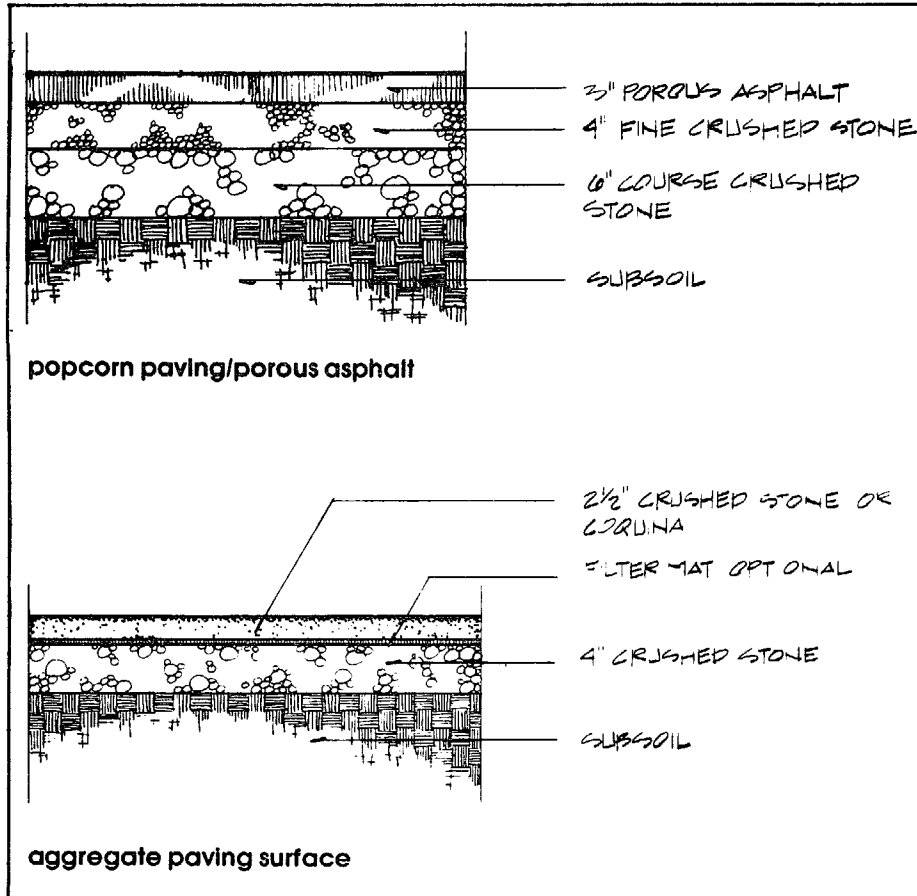 3" POROUS ASPHALT
4" FINE CRUSHED STONE
6" COURSE CRUSHED
STONE
SUBSOIL
popcorn paving/porous asphalt
2½" CRUSHED STONE OR
COQUINA
FILTER MAT OPTIONAL
4" CRUSHED STONE
SUBSOIL
aggregate paving surface